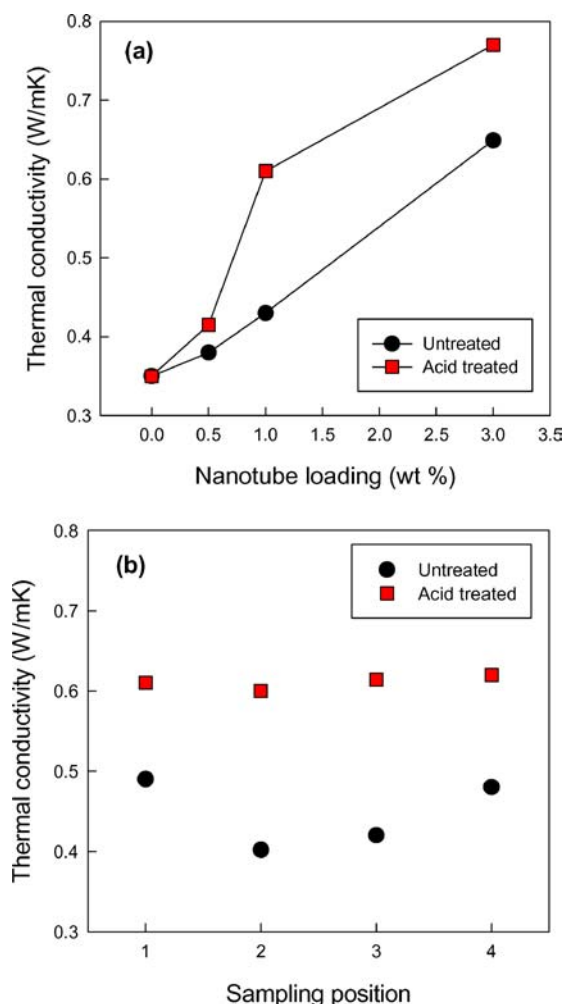 (a)
Thermal conductivity (W/mK)
0.8
0.7
0.6
0.5
0.4
0.3
Untreated
Acid treated
0.0 0.5 1.0 1.5 2.0 2.5 3.0 3.5
Nanotube loading (wt %)
(b)
Thermal conductivity (W/mK)
0.8
0.7
0.6
0.5
0.4
0.3
Untreated
Acid treated
1 2 3 4
Sampling position